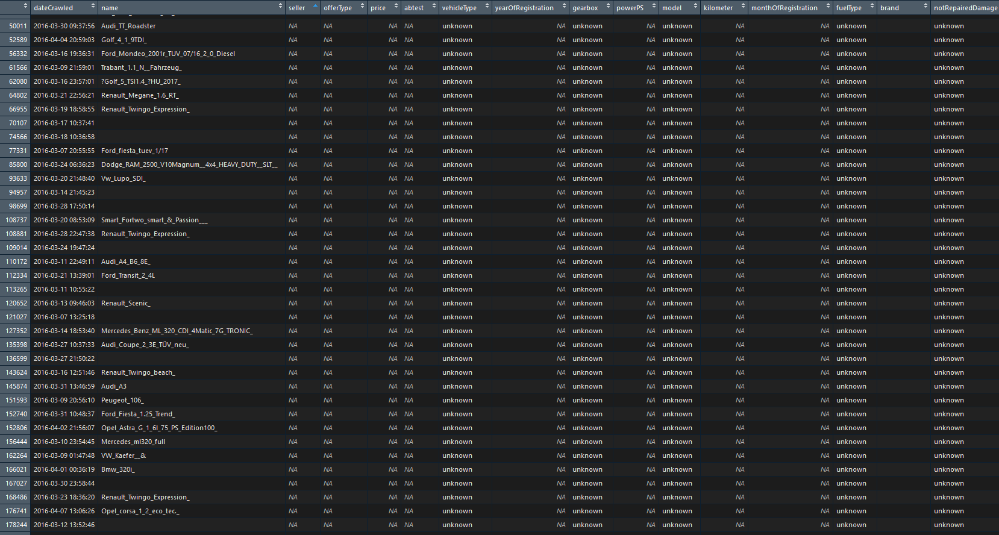 dateCrawled name seller offerType price abtest vehicleType yearOfRegistration gearbox powerPS model kilometer monthOfRegistration fuelType brand notRepairedDamage
50011 2016-03-30 09:37:56 Audi_TT_Roadster NA NA NA NA unknown NA unknown NA unknown NA NA unknown unknown
52589 2016-04-04 20:59:03 Golf_4_1_9TDI_ NA NA NA NA unknown NA unknown NA unknown NA NA unknown unknown
56332 2016-03-16 19:36:31 Ford_Mondeo_2001r_TUV_07/16_2_0_Diesel NA NA NA NA unknown NA unknown NA unknown NA NA unknown unknown
61566 2016-03-09 21:59:01 Trabant_1.1_N__Fahrzeug_ NA NA NA NA unknown NA unknown NA unknown NA NA unknown unknown
62080 2016-03-16 23:57:01 ?Golf_5_TSI1.4_?HU_2017_ NA NA NA NA unknown NA unknown NA unknown NA NA unknown unknown
64802 2016-03-21 22:56:21 Renault_Megane_1.6_RT_ NA NA NA NA unknown NA unknown NA unknown NA NA unknown unknown
66955 2016-03-19 18:58:55 Renault_Twingo_Expression_ NA NA NA NA unknown NA unknown NA unknown NA NA unknown unknown
70107 2016-03-17 10:37:41 NA NA NA NA unknown NA unknown NA unknown NA NA unknown unknown
74566 2016-03-18 10:36:58 NA NA NA NA unknown NA unknown NA unknown NA NA unknown unknown
77331 2016-03-07 20:55:55 Ford_fiesta_tuev_1/17 NA NA NA NA unknown NA unknown NA unknown NA NA unknown unknown
85800 2016-03-24 06:36:23 Dodge_RAM_2500_V10Magnum__4x4_HEAVY_DUTY__SLT__ NA NA NA NA unknown NA unknown NA unknown NA NA unknown unknown
93633 2016-03-20 21:48:40 Vw_Lupo_SDI_ NA NA NA NA unknown NA unknown NA unknown NA NA unknown unknown
94957 2016-03-14 21:45:23 NA NA NA NA unknown NA unknown NA unknown NA NA unknown unknown
98699 2016-03-28 17:50:14 NA NA NA NA unknown NA unknown NA unknown NA NA unknown unknown
108737 2016-03-20 08:53:09 Smart_Fortwo_smart_&_Passion___ NA NA NA NA unknown NA unknown NA unknown NA NA unknown unknown
108881 2016-03-28 22:47:38 Renault_Twingo_Expression_ NA NA NA NA unknown NA unknown NA unknown NA NA unknown unknown
109014 2016-03-24 19:47:24 NA NA NA NA unknown NA unknown NA unknown NA NA unknown unknown
110172 2016-03-11 22:49:11 Audi_A4_B6_8E_ NA NA NA NA unknown NA unknown NA unknown NA NA unknown unknown
112334 2016-03-21 13:39:01 Ford_Transit_2_4L NA NA NA NA unknown NA unknown NA unknown NA NA unknown unknown
113265 2016-03-11 10:55:22 NA NA NA NA unknown NA unknown NA unknown NA NA unknown unknown
120652 2016-03-13 09:46:03 Renault_Scenic_ NA NA NA NA unknown NA unknown NA unknown NA NA unknown unknown
121027 2016-03-07 13:25:18 NA NA NA NA unknown NA unknown NA unknown NA NA unknown unknown
127352 2016-03-14 18:53:40 Mercedes_Benz_ML_320_CDI_4Matic_7G_TRONIC_ NA NA NA NA unknown NA unknown NA unknown NA NA unknown unknown
135398 2016-03-27 10:37:33 Audi_Coupe_2_3E_TÜV_neu_ NA NA NA NA unknown NA unknown NA unknown NA NA unknown unknown
136599 2016-03-27 21:50:22 NA NA NA NA unknown NA unknown NA unknown NA NA unknown unknown
143624 2016-03-16 12:51:46 Renault_Twingo_beach_ NA NA NA NA unknown NA unknown NA unknown NA NA unknown unknown
145874 2016-03-31 13:46:59 Audi_A3 NA NA NA NA unknown NA unknown NA unknown NA NA unknown unknown
151593 2016-03-09 20:56:10 Peugeot_106_ NA NA NA NA unknown NA unknown NA unknown NA NA unknown unknown
152740 2016-03-31 10:48:37 Ford_Fiesta_1.25_Trend_ NA NA NA NA unknown NA unknown NA unknown NA NA unknown unknown
152806 2016-04-02 21:56:07 Opel_Astra_G_1_6l_75_PS_Edition100_ NA NA NA NA unknown NA unknown NA unknown NA NA unknown unknown
156444 2016-03-10 23:54:45 Mercedes_ml320_full NA NA NA NA unknown NA unknown NA unknown NA NA unknown unknown
162264 2016-03-09 01:47:48 VW_Kaefer__& NA NA NA NA unknown NA unknown NA unknown NA NA unknown unknown
166021 2016-04-01 00:36:19 Bmw_320i_ NA NA NA NA unknown NA unknown NA unknown NA NA unknown unknown
167027 2016-03-30 23:58:44 NA NA NA NA unknown NA unknown NA unknown NA NA unknown unknown
168486 2016-03-23 18:36:20 Renault_Twingo_Expression_ NA NA NA NA unknown NA unknown NA unknown NA NA unknown unknown
176741 2016-04-07 13:06:26 Opel_corsa_1_2_eco_tec._ NA NA NA NA unknown NA unknown NA unknown NA NA unknown unknown
178244 2016-03-12 13:52:46 NA NA NA NA unknown NA unknown NA unknown NA NA unknown unknown